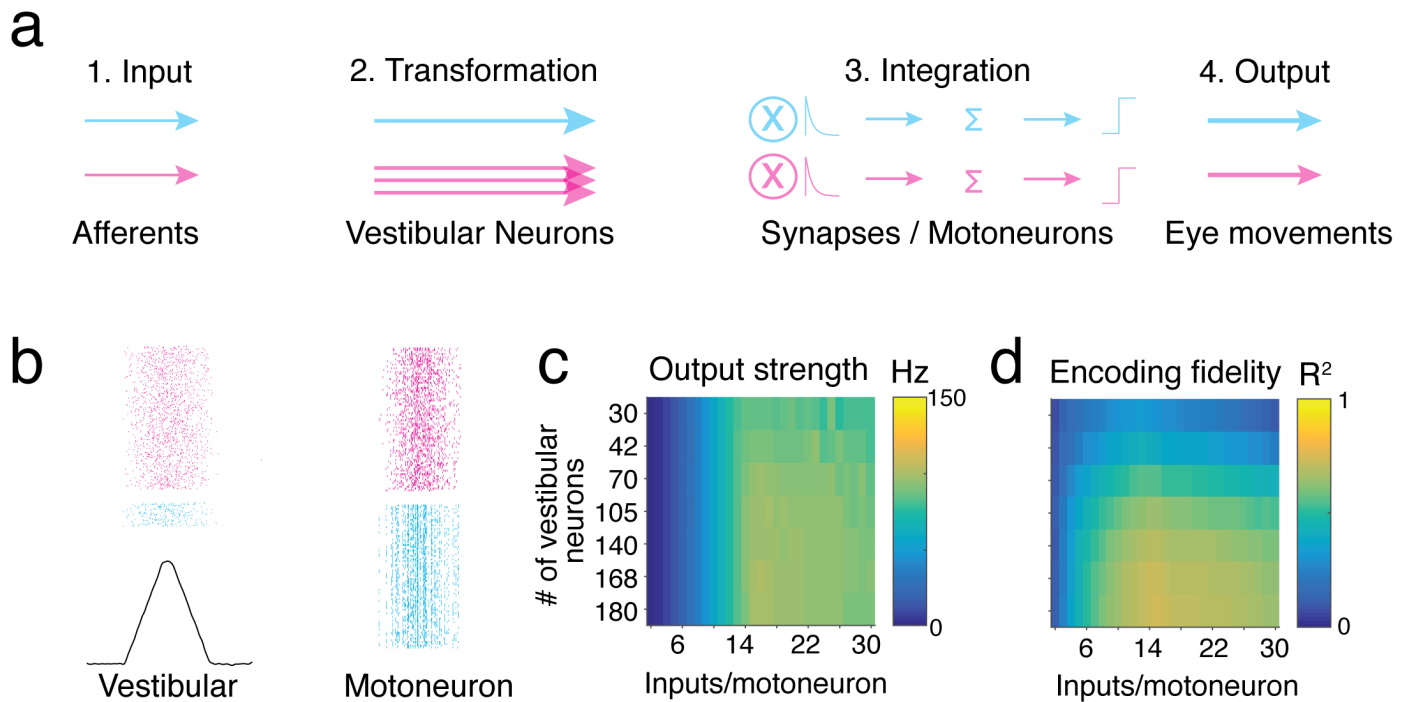 a
1. Input
2. Transformation
3. Integration
4. Output
X
Σ
X
Σ
Afferents
Vestibular Neurons
Synapses / Motoneurons
Eye movements
b
Vestibular
Motoneuron
c
Output strength
Hz
150
0
# of vestibular
neurons
30
42
70
105
140
168
180
6 14 22 30
Inputs/motoneuron
d
Encoding fidelity
R²
1
0
6 14 22 30
Inputs/motoneuron